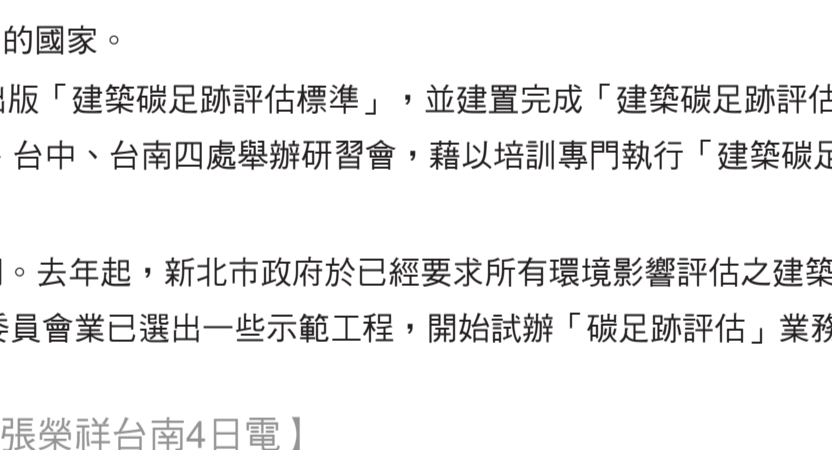 的國家。
出版「建築碳足跡評估標準」，並建置完成「建築碳足跡評估
、台中、台南四處舉辦研習會，藉以培訓專門執行「建築碳足
。去年起，新北市政府於已經要求所有環境影響評估之建築
委員會業已選出一些示範工程，開始試辦「碳足跡評估」業務
張榮祥台南4日電】